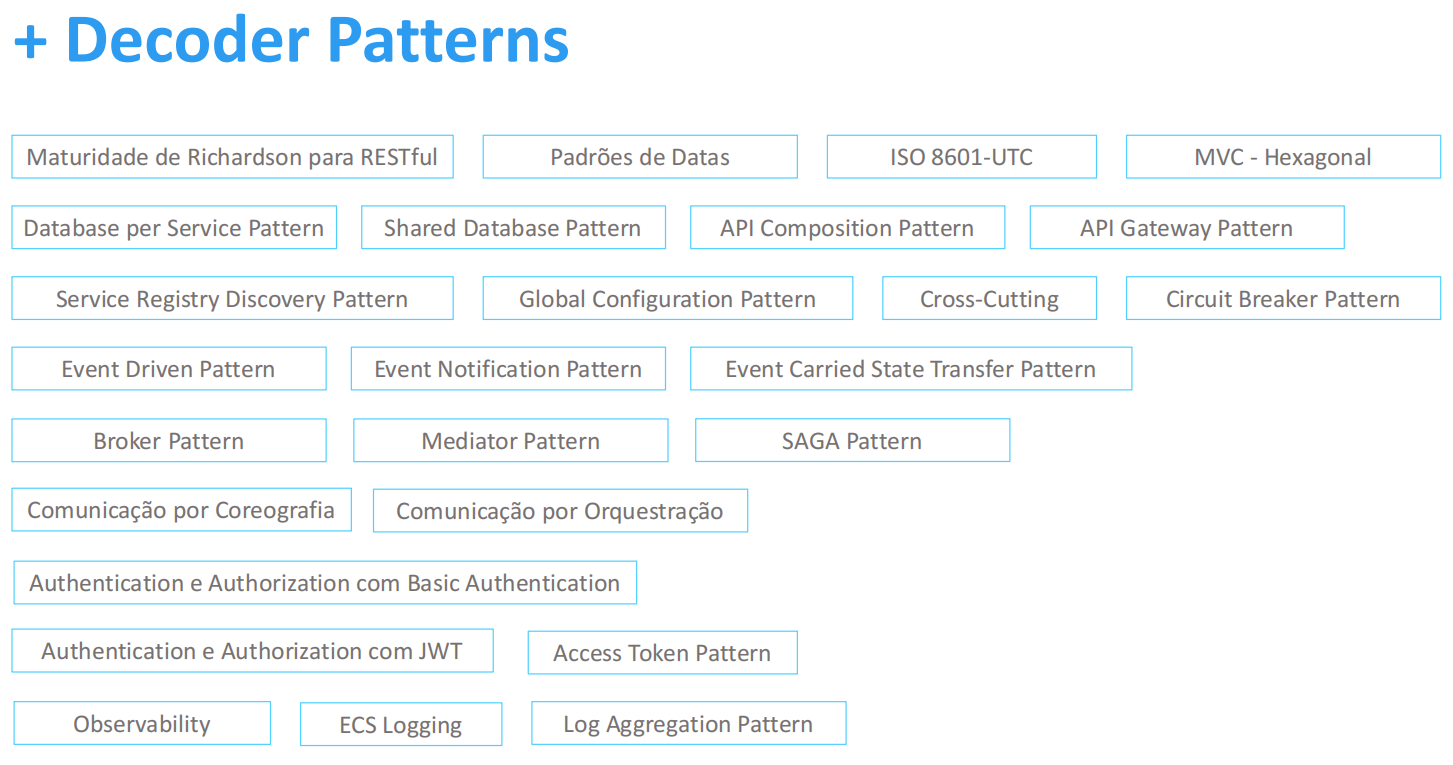 + Decoder Patterns
Maturidade de Richardson para RESTful
Padrões de Datas
ISO 8601-UTC
MVC - Hexagonal
Database per Service Pattern
Shared Database Pattern
API Composition Pattern
API Gateway Pattern
Service Registry Discovery Pattern
Global Configuration Pattern
Cross-Cutting
Circuit Breaker Pattern
Event Driven Pattern
Event Notification Pattern
Event Carried State Transfer Pattern
Broker Pattern
Mediator Pattern
SAGA Pattern
Comunicação por Coreografia
Comunicação por Orquestração
Authentication e Authorization com Basic Authentication
Authentication e Authorization com JWT
Access Token Pattern
Observability
ECS Logging
Log Aggregation Pattern